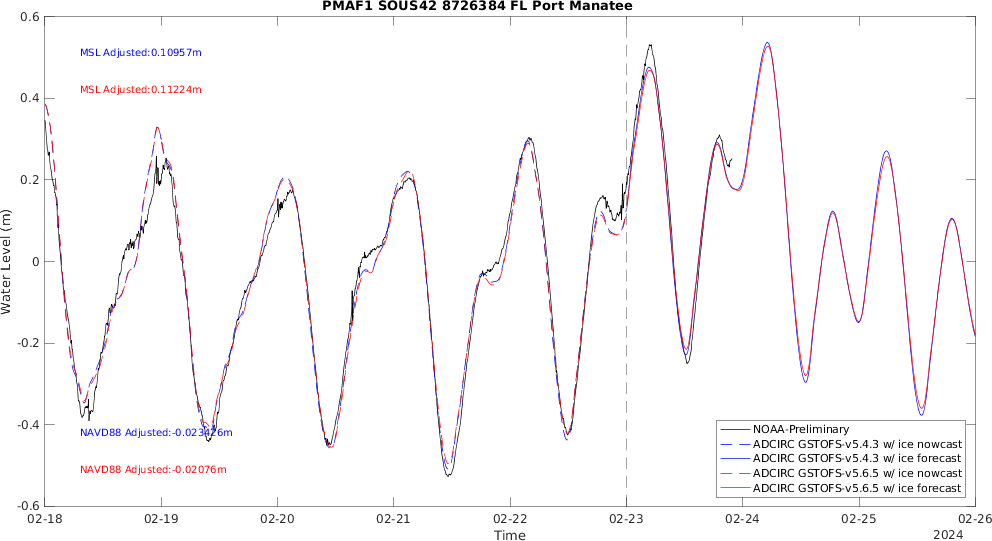 PMAF1 SOUS42 8726384 FL Port Manatee
0.6
0.4
0.2
0
-0.2
-0.4
-0.6
Water Level (m)
MSL Adjusted:0.10957m
MSL Adjusted:0.11224m
NAVD88 Adjusted:-0.023426m
NAVD88 Adjusted:-0.02076m
NOAA-Preliminary
ADCIRC GSTOFS-v5.4.3 w/ ice nowcast
ADCIRC GSTOFS-v5.4.3 w/ ice forecast
ADCIRC GSTOFS-v5.6.5 w/ ice nowcast
ADCIRC GSTOFS-v5.6.5 w/ ice forecast
02-18 02-19 02-20 02-21 02-22 02-23 02-24 02-25 02-26
Time
2024